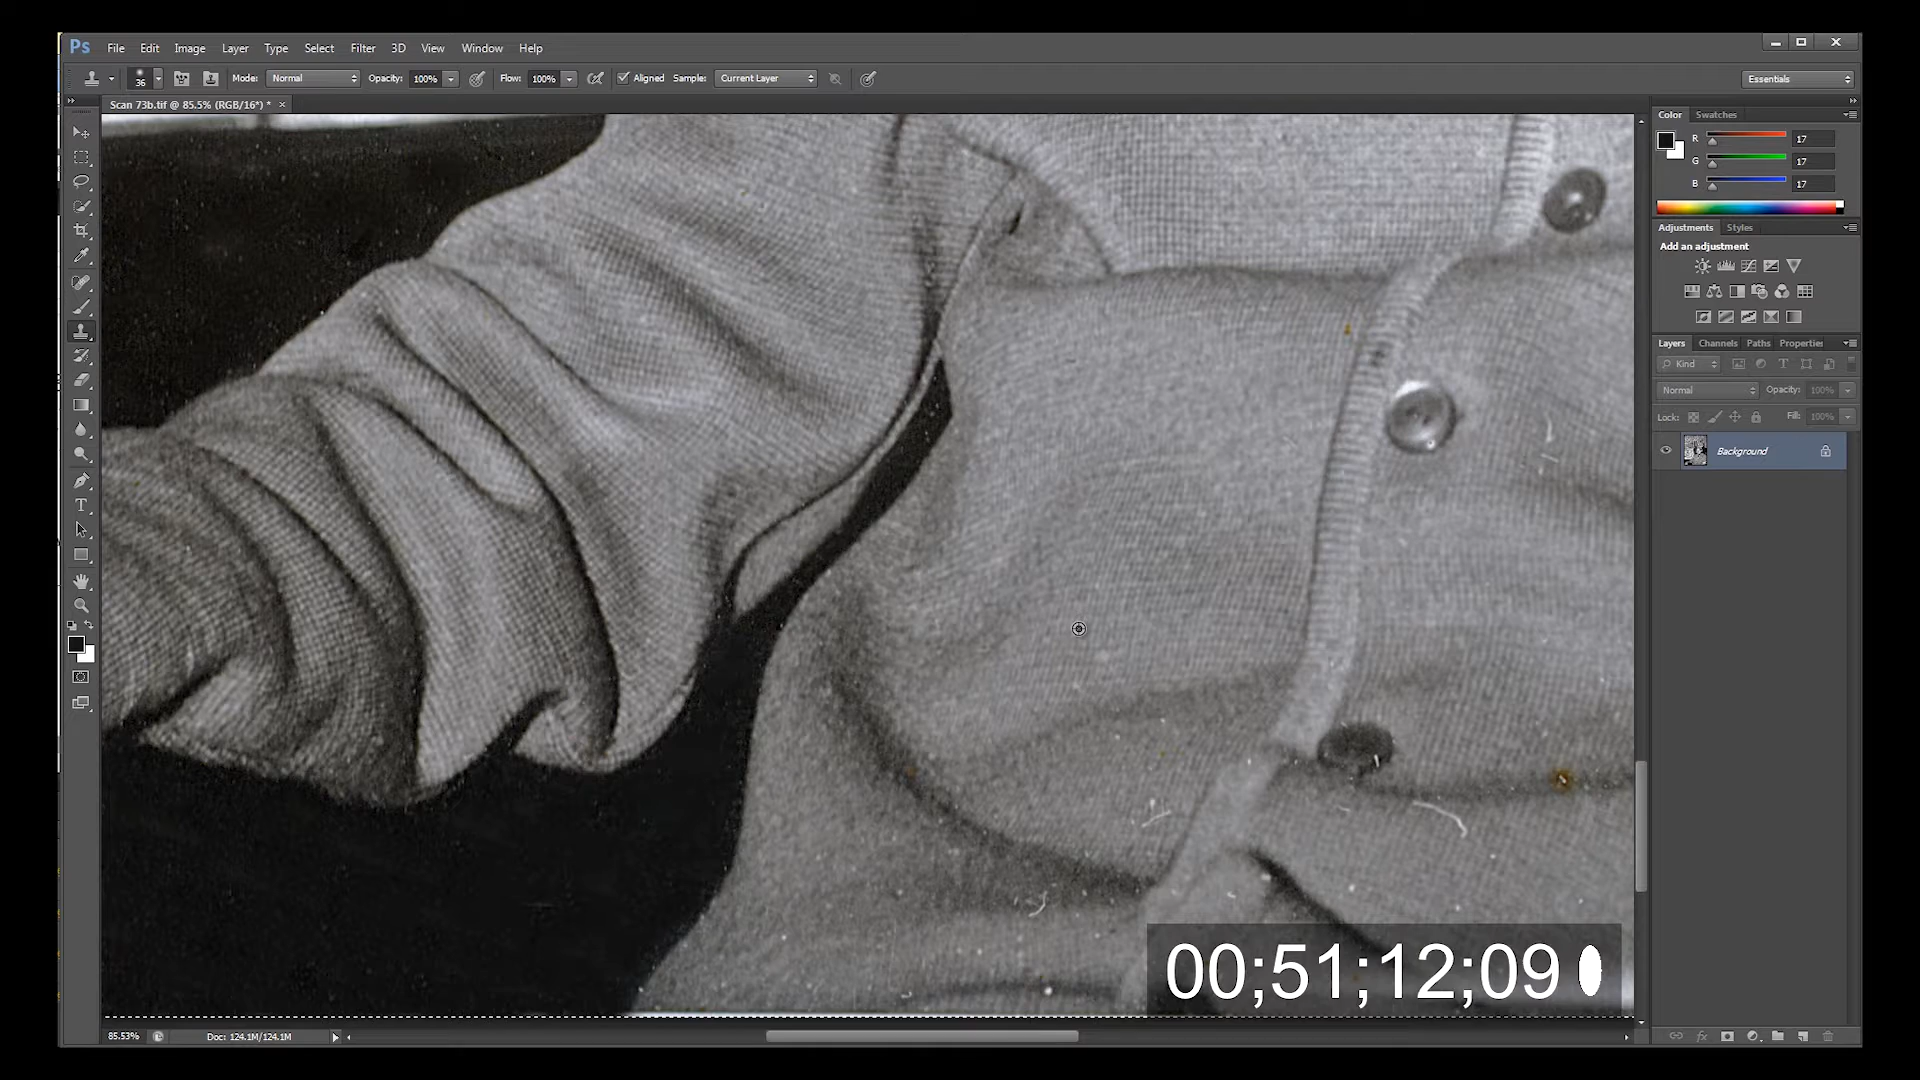 Ps File Edit Image Layer Type Select Filter 3D View Window Help
36 Mode: Normal Opacity: 100% Flow: 100% Aligned Sample: Current Layer Essentials
Scan 73b.tif @ 85.5% (RGB/16*) * ×
Color Swatches
R 17
G 17
B 17
Adjustments Styles
Add an adjustment
Layers Channels Paths Properties
Kind
Normal Opacity: 100%
Lock: Fill: 100%
Background
T
00;51;12;09
85.53% Doc: 124.1M/124.1M
fx